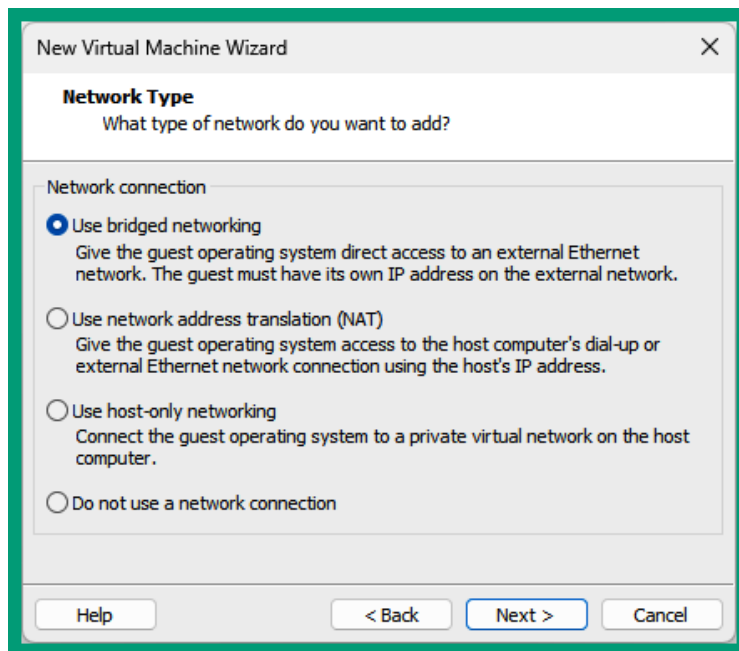 New Virtual Machine Wizard
Network Type
What type of network do you want to add?
Network connection
Use bridged networking
Give the guest operating system direct access to an external Ethernet
network. The guest must have its own IP address on the external network.
Use network address translation (NAT)
Give the guest operating system access to the host computer's dial-up or
external Ethernet network connection using the host's IP address.
Use host-only networking
Connect the guest operating system to a private virtual network on the host
computer.
Do not use a network connection
Help
< Back
Next >
Cancel